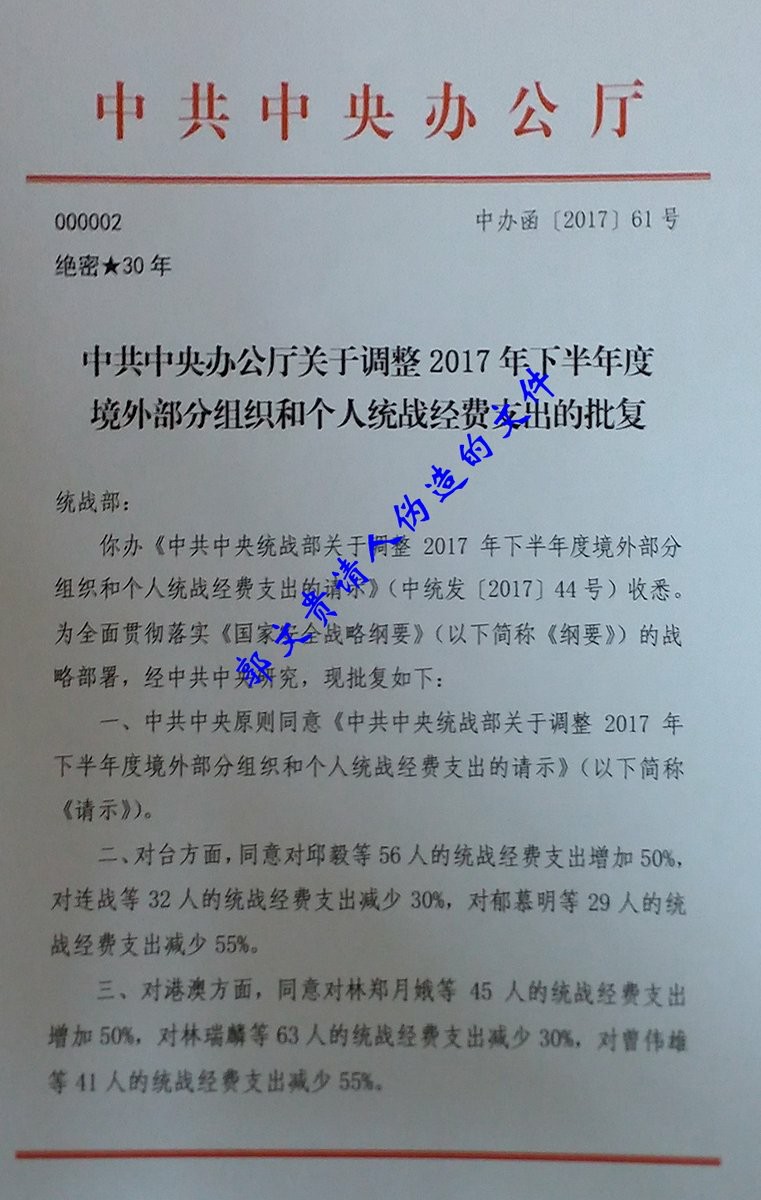 中共中央办公厅
000002
中办函〔2017〕61号
绝密★30年
中共中央办公厅关于调整2017年下半年度
境外部分组织和个人统战经费支出的批复
统战部：
你办《中共中央统战部关于调整 2017 年下半年度境外部分
组织和个人统战经费支出的请示》（中统发〔2017〕44号）收悉。
为全面贯彻落实《国家安全战略纲要》（以下简称《纲要》）的战
略部署，经中共中央研究，现批复如下：
一、中共中央原则同意《中共中央统战部关于调整 2017 年
下半年度境外部分组织和个人统战经费支出的请示》（以下简称
《请示》）。
二、对台方面，同意对邱毅等56人的统战经费支出增加50%，
对连战等32人的统战经费支出减少30%，对郁慕明等29人的统
战经费支出减少55%。
三、对港澳方面，同意对林郑月娥等 45 人的统战经费支出
增加50%，对林瑞麟等63人的统战经费支出减少30%，对曹伟雄
等41人的统战经费支出减少55%。
郭文贵请人伪造的文件